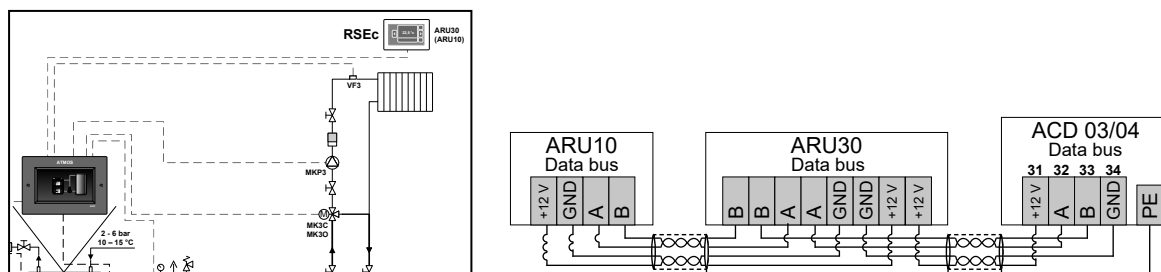 RSEc
ARU30
(ARU10)
VF3
ATMOS
MKP3
MK3C
MK3O
2 - 6 bar
10 – 15 °C
ARU10
Data bus
+12 V
GND
A
B
ARU30
Data bus
B
B
A
A
GND
GND
+12 V
+12 V
ACD 03/04
Data bus
31 32 33 34
+12 V
A
B
GND
PE